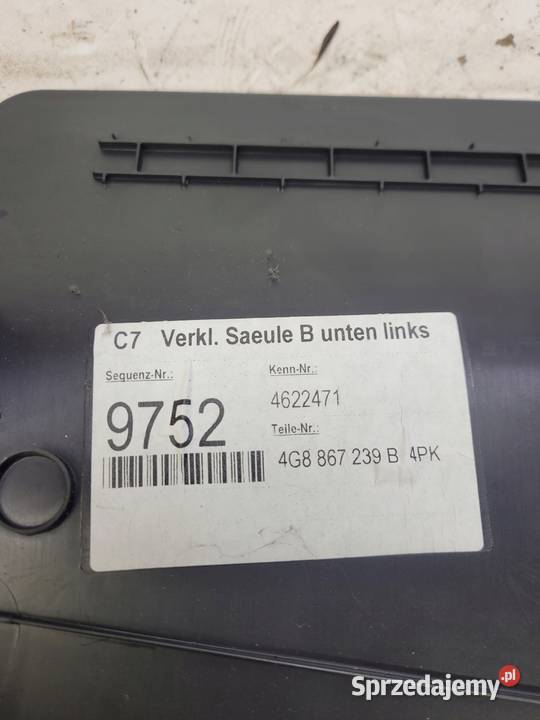 C7 Verkl. Saeule B unten links
Sequenz-Nr.:
Kenn-Nr.:
9752
4622471
Teile-Nr.:
4G8 867 239 B 4PK
Sprzedajemy.pl